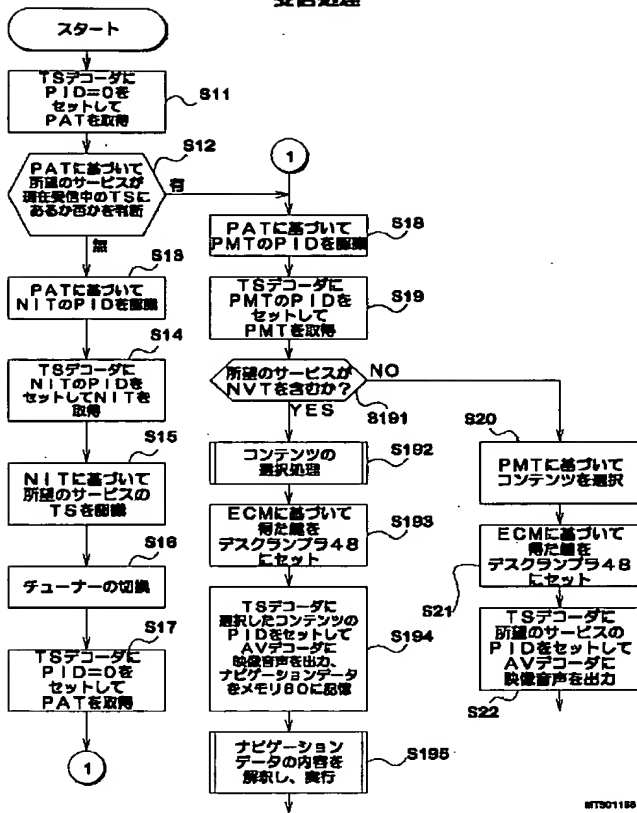 受信処理
スタート
TSデコーダに
PID=0を
セットして
PATを取得
S11
S12
PATに基づいて
所望のサービスが
現在受信中のTSに
あるか否かを判断
有
無
S13
PATに基づいて
NITのPIDを認識
S14
TSデコーダに
NITのPIDを
セットしてNITを
取得
S15
NITに基づいて
所望のサービスの
TSを認識
S16
チューナーの切換
S17
TSデコーダに
PID=0を
セットして
PATを取得
1
1
S18
PATに基づいて
PMTのPIDを認識
S19
TSデコーダに
PMTのPIDを
セットして
PMTを取得
所望のサービスが
NVTを含むか?
NO
S191
YES
コンテンツの
選択処理
S192
ECMに基づいて
得た鍵を
デスクランブラ48
にセット
S193
TSデコーダに
選択したコンテンツの
PIDをセットして
AVデコーダに
映像音声を出力、
ナビゲーションデータ
をメモリ80に記憶
S194
ナビゲーション
データの内容を
解釈し、実行
S195
S20
PMTに基づいて
コンテンツを選択
ECMに基づいて
得た鍵を
デスクランブラ48
にセット
S21
TSデコーダに
所望のサービスの
PIDをセットして
AVデコーダに
映像音声を出力
S22